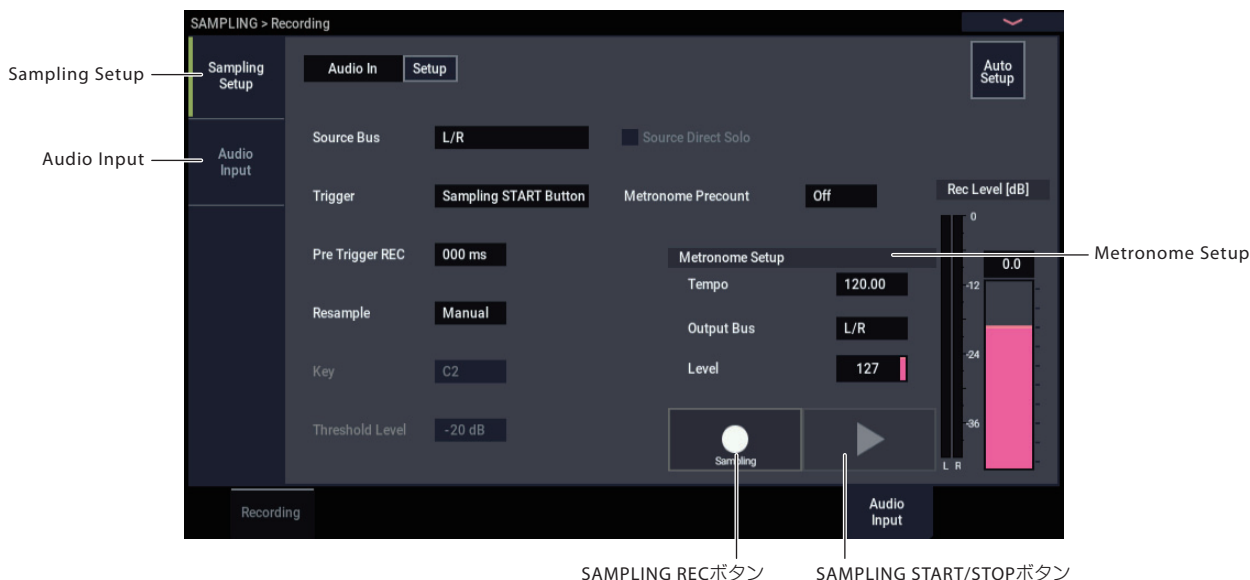 SAMPLING > Recording
Sampling Setup
Sampling
Setup
Audio In
Setup
Auto
Setup
Source Bus
L/R
Source Direct Solo
Audio Input
Audio
Input
Trigger
Sampling START Button
Metronome Precount
Off
Rec Level [dB]
0
Pre Trigger REC
000 ms
Metronome Setup
Metronome Setup
0.0
Tempo
120.00
-12
Resample
Manual
Output Bus
L/R
-24
Key
C2
Level
127
Threshold Level
-20 dB
-36
Sampling
L R
Recording
Audio
Input
SAMPLING RECボタン
SAMPLING START/STOPボタン